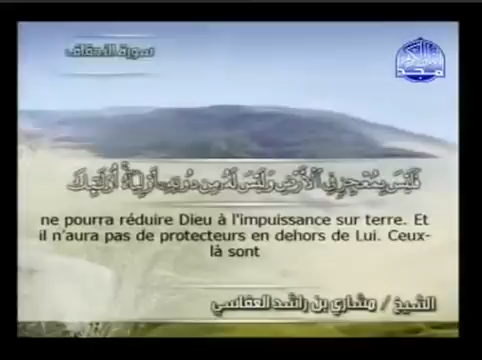 سورة الأحقاف
مجد
فَلَيْسَ بِمُعْجِزٍ فِي الْأَرْضِ وَلَيْسَ لَهُ مِن دُونِهِ أَوْلِيَاءُ أُوْلَٰئِكَ
ne pourra réduire Dieu à l'impuissance sur terre. Et
il n'aura pas de protecteurs en dehors de Lui. Ceux-
là sont
الشيخ / مشاري بن راشد العفاسي